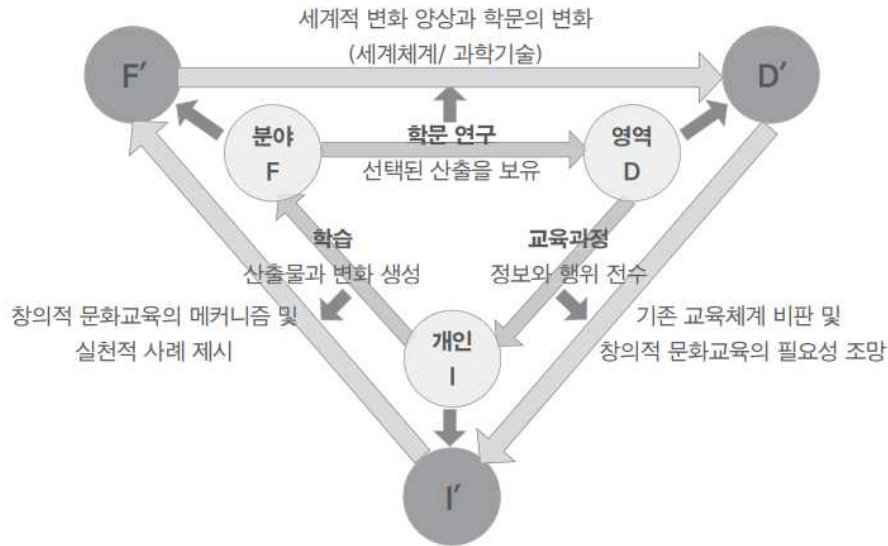 세계적 변화 양상과 학문의 변화
(세계체계/ 과학기술)
F′
D′
분야
F
학문 연구
선택된 산출을 보유
영역
D
학습
산출물과 변화 생성
교육과정
정보와 행위 전수
창의적 문화교육의 메커니즘 및
실천적 사례 제시
개인
I
기존 교육체계 비판 및
창의적 문화교육의 필요성 조망
I′